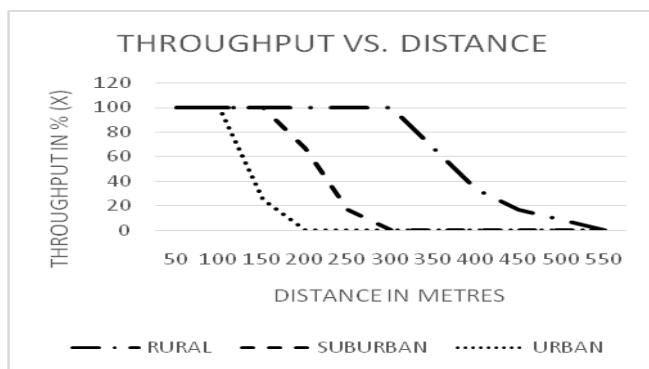 THROUGHPUT VS. DISTANCE
THROUGHPUT IN % (X)
120
100
80
60
40
20
0
50 100 150 200 250 300 350 400 450 500 550
DISTANCE IN METRES
RURAL SUBURBAN URBAN